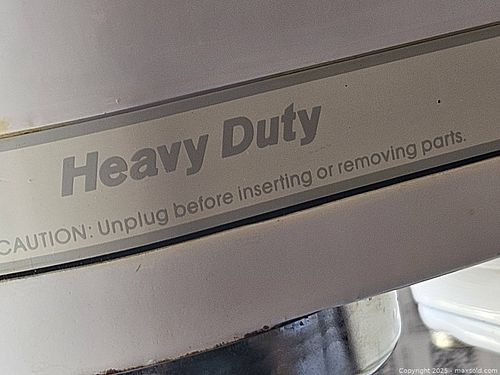 Heavy Duty
CAUTION: Unplug before inserting or removing parts.
Copyright 2025 - maxsold.com